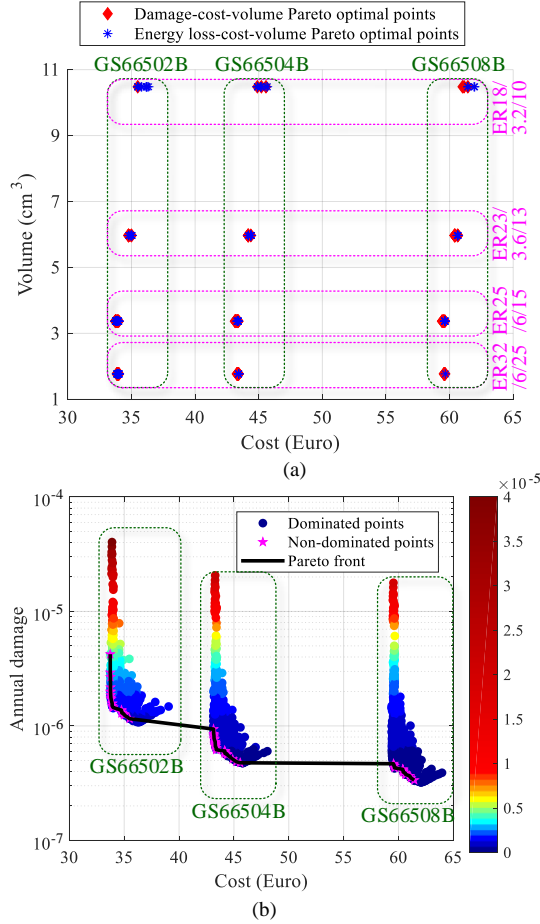 Damage-cost-volume Pareto optimal points
Energy loss-cost-volume Pareto optimal points
GS66502B GS66504B GS66508B
11
9
7
5
3
1
Volume (cm 3)
ER18/
3.2/10
ER23/
3.6/13
ER25
/6/15
ER32
/6/25
30 35 40 45 50 55 60 65
Cost (Euro)
(a)
×10^-5
10^-4
10^-5
10^-6
10^-7
Annual damage
Dominated points
Non-dominated points
Pareto front
GS66502B
GS66504B
GS66508B
4
3.5
3
2.5
2
1.5
1
0.5
0
30 35 40 45 50 55 60 65
Cost (Euro)
(b)